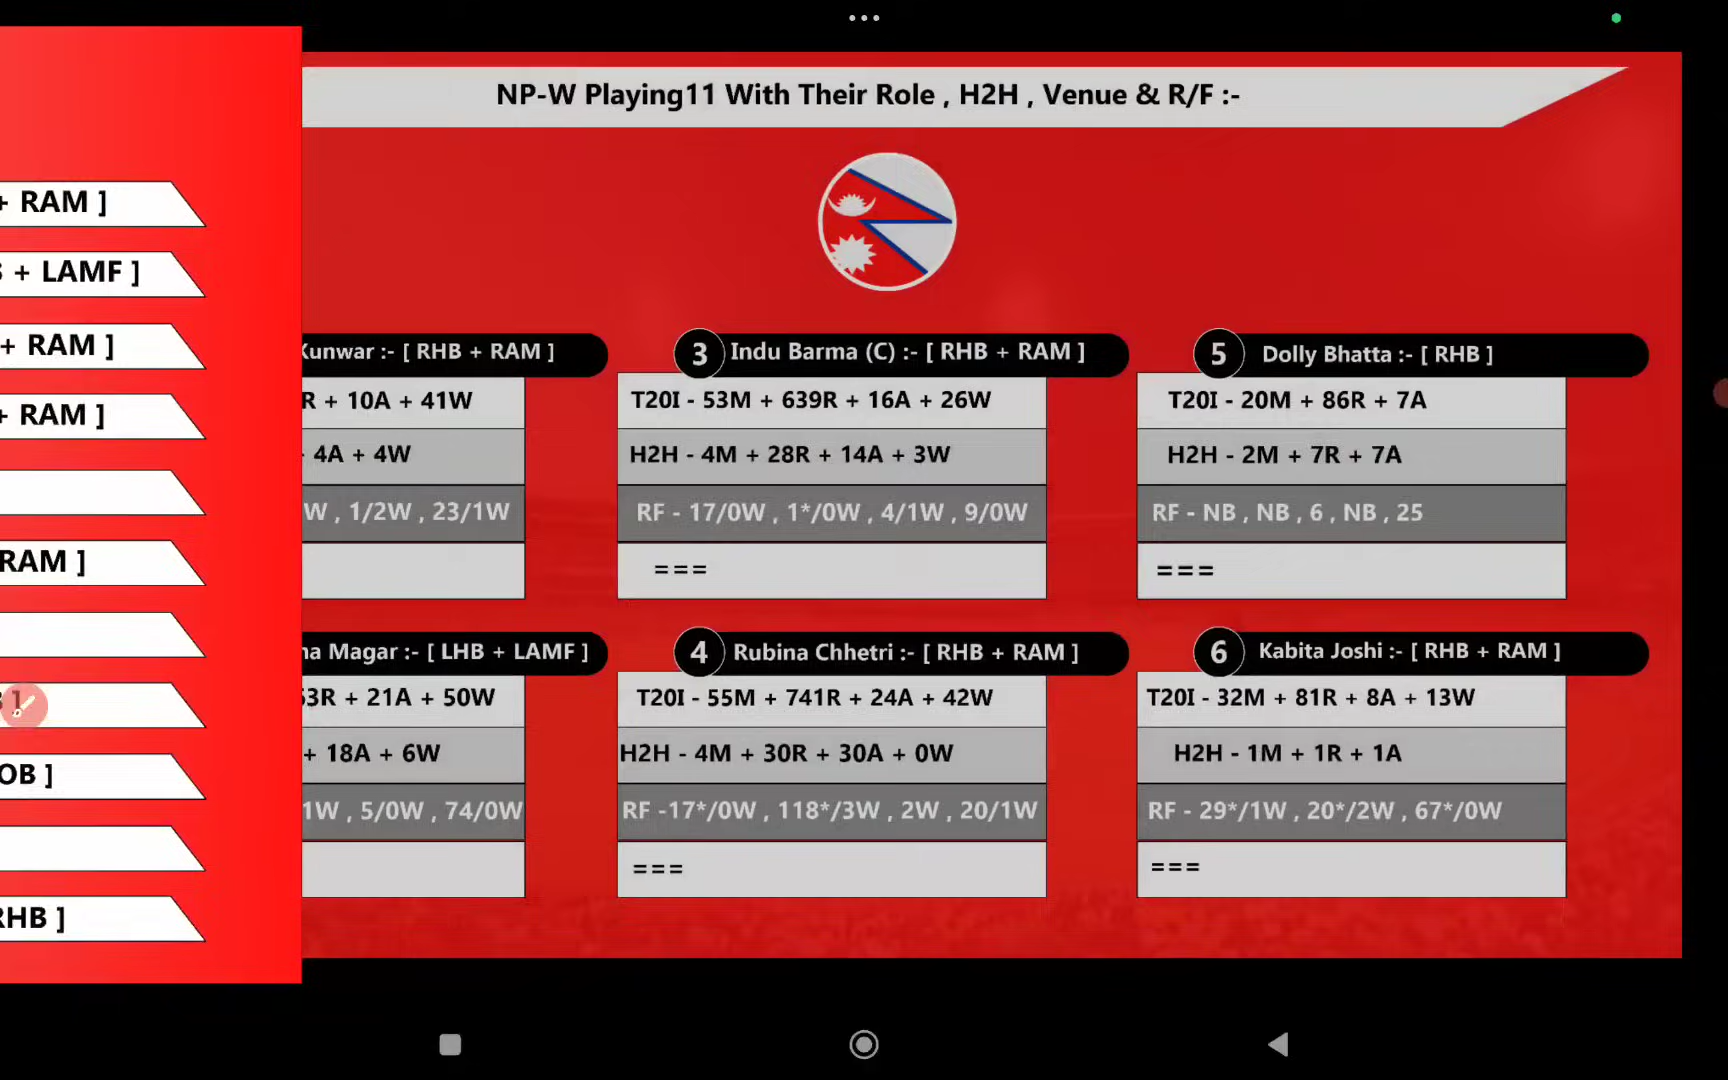 NP-W Playing11 With Their Role , H2H , Venue & R/F :-
+ RAM ]
+ LAMF ]
+ RAM ]
+ RAM ]
RAM ]
OB ]
RHB ]
Kunwar :- [ RHB + RAM ]
R + 10A + 41W
4A + 4W
W , 1/2W , 23/1W
3 Indu Barma (C) :- [ RHB + RAM ]
T20I - 53M + 639R + 16A + 26W
H2H - 4M + 28R + 14A + 3W
RF - 17/0W , 1*/0W , 4/1W , 9/0W
===
5 Dolly Bhatta :- [ RHB ]
T20I - 20M + 86R + 7A
H2H - 2M + 7R + 7A
RF - NB , NB , 6 , NB , 25
===
na Magar :- [ LHB + LAMF ]
53R + 21A + 50W
+ 18A + 6W
1W , 5/0W , 74/0W
4 Rubina Chhetri :- [ RHB + RAM ]
T20I - 55M + 741R + 24A + 42W
H2H - 4M + 30R + 30A + 0W
RF -17*/0W , 118*/3W , 2W , 20/1W
===
6 Kabita Joshi :- [ RHB + RAM ]
T20I - 32M + 81R + 8A + 13W
H2H - 1M + 1R + 1A
RF - 29*/1W , 20*/2W , 67*/0W
===